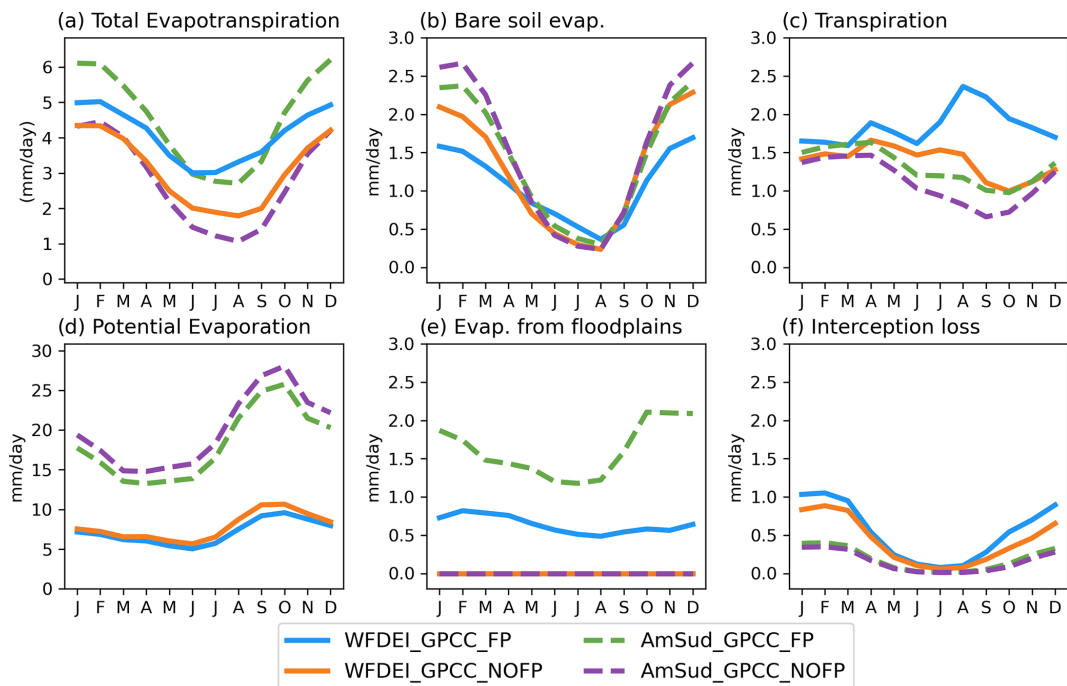 (a) Total Evapotranspiration
(b) Bare soil evap.
(c) Transpiration
(mm/day)
6
5
4
3
2
1
0
J F M A M J J A S O N D
mm/day
3.0
2.5
2.0
1.5
1.0
0.5
0.0
J F M A M J J A S O N D
mm/day
3.0
2.5
2.0
1.5
1.0
0.5
0.0
J F M A M J J A S O N D
(d) Potential Evaporation
(e) Evap. from floodplains
(f) Interception loss
mm/day
30
25
20
15
10
5
0
J F M A M J J A S O N D
mm/day
3.0
2.5
2.0
1.5
1.0
0.5
0.0
J F M A M J J A S O N D
mm/day
3.0
2.5
2.0
1.5
1.0
0.5
0.0
J F M A M J J A S O N D
WFDEI_GPCC_FP
WFDEI_GPCC_NOFP
AmSud_GPCC_FP
AmSud_GPCC_NOFP